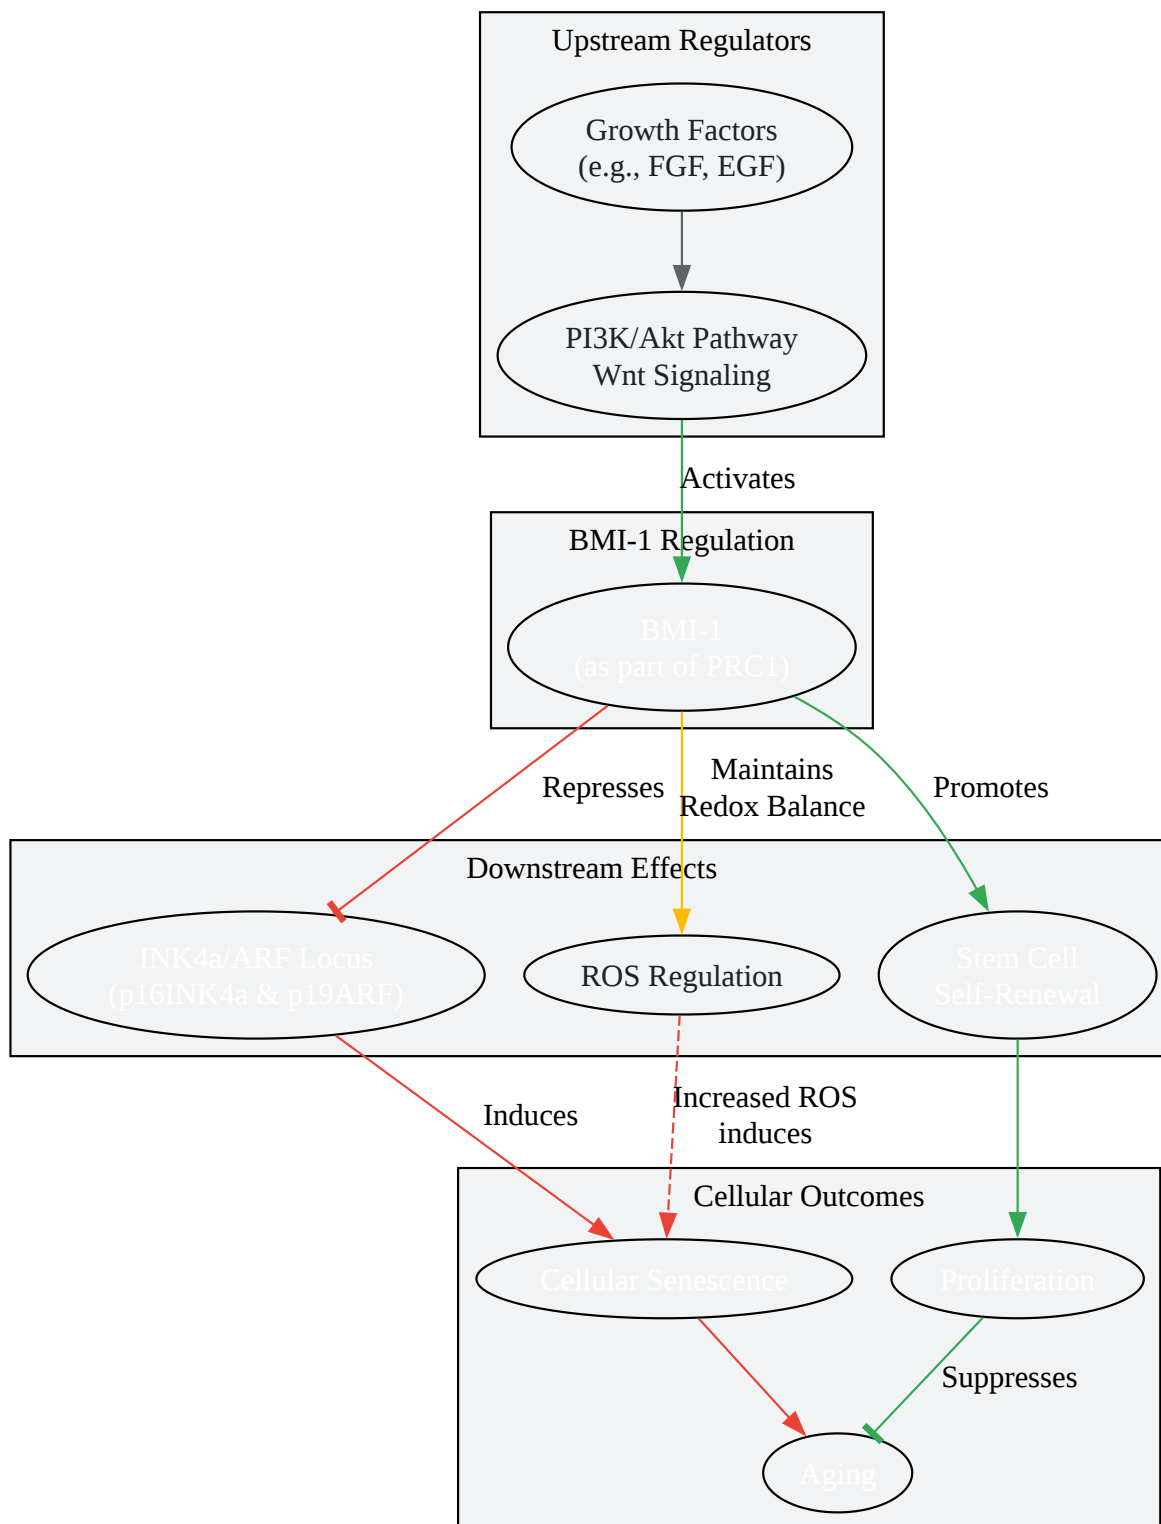 Upstream Regulators
Growth Factors
(e.g., FGF, EGF)
PI3K/Akt Pathway
Wnt Signaling
Activates
BMI-1 Regulation
BMI-1
(as part of PRC1)
Represses
Maintains
Redox Balance
Promotes
Downstream Effects
INK4a/ARF Locus
(p16INK4a & p19ARF)
ROS Regulation
Stem Cell
Self-Renewal
Induces
Increased ROS
induces
Cellular Outcomes
Cellular Senescence
Proliferation
Suppresses
Aging